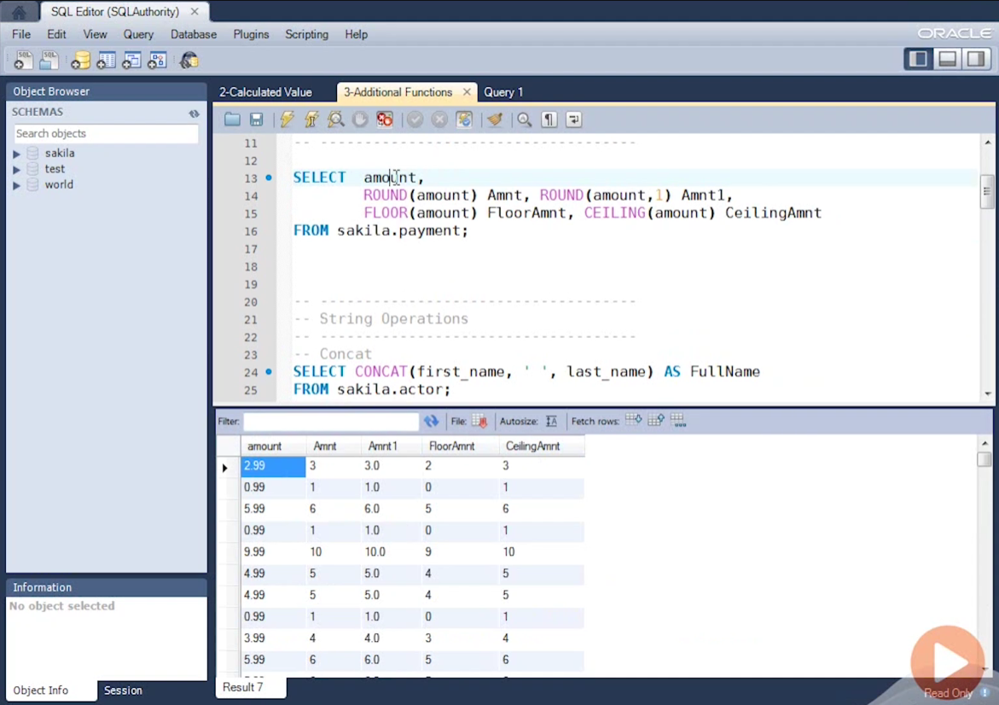 SQL Editor (SQLAuthority)
File Edit View Query Database Plugins Scripting Help
ORACLE
Object Browser
SCHEMAS
Search objects
sakila
test
world
Information
No object selected
Object Info Session
2-Calculated Value 3-Additional Functions Query 1
11 -- ------------------------------------
12
13 SELECT amount,
14 ROUND(amount) Amnt, ROUND(amount,1) Amnt1,
15 FLOOR(amount) FloorAmnt, CEILING(amount) CeilingAmnt
16 FROM sakila.payment;
17
18
19
20 -- ------------------------------------
21 -- String Operations
22 -- ------------------------------------
23 -- Concat
24 SELECT CONCAT(first_name, ' ', last_name) AS FullName
25 FROM sakila.actor;
Filter: File: Autosize: Fetch rows:
amount Amnt Amnt1 FloorAmnt CeilingAmnt
2.99 3 3.0 2 3
0.99 1 1.0 0 1
5.99 6 6.0 5 6
0.99 1 1.0 0 1
9.99 10 10.0 9 10
4.99 5 5.0 4 5
4.99 5 5.0 4 5
0.99 1 1.0 0 1
3.99 4 4.0 3 4
5.99 6 6.0 5 6
Result 7
Read Only